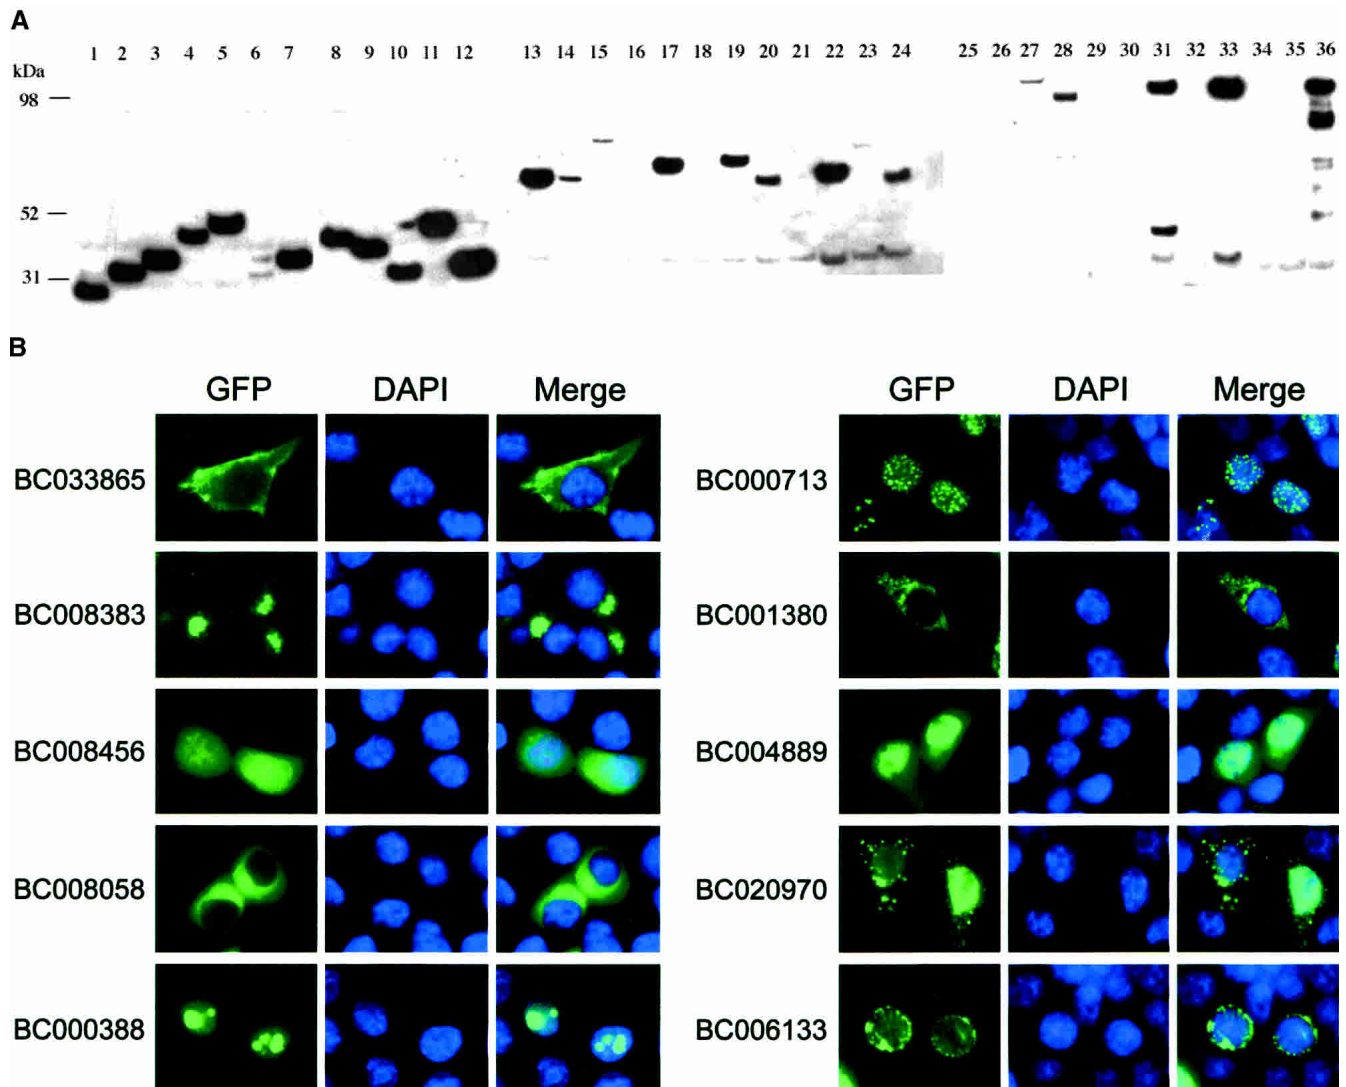 A
1 2 3 4 5 6 7 8 9 10 11 12 13 14 15 16 17 18 19 20 21 22 23 24 25 26 27 28 29 30 31 32 33 34 35 36
kDa
98
52
31
B
GFP DAPI Merge GFP DAPI Merge
BC033865 BC000713
BC008383 BC001380
BC008456 BC004889
BC008058 BC020970
BC000388 BC006133